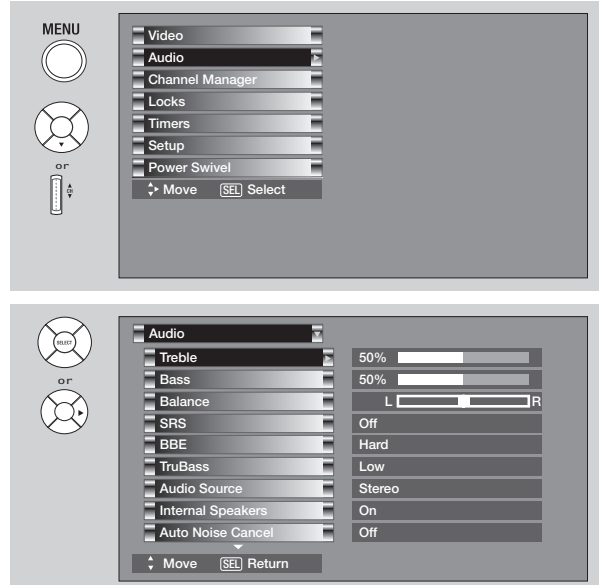 MENU
or
CH
Video
Audio
Channel Manager
Locks
Timers
Setup
Power Swivel
Move SEL Select
SELECT
or
Audio
Treble 50%
Bass 50%
Balance L R
SRS Off
BBE Hard
TruBass Low
Audio Source Stereo
Internal Speakers On
Auto Noise Cancel Off
Move SEL Return